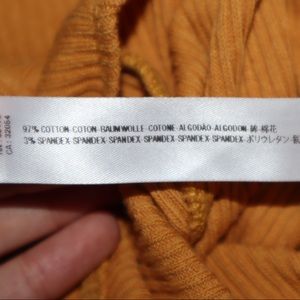 97% COTTON-COTON-BAUMWOLLE-COTONE-ALGODÃO-ALGODON-綿-棉花
3% SPANDEX-SPANDEX-SPANDEX-SPANDEX-SPANDEX-SPANDEX-ポリウレタン
CA: 32054